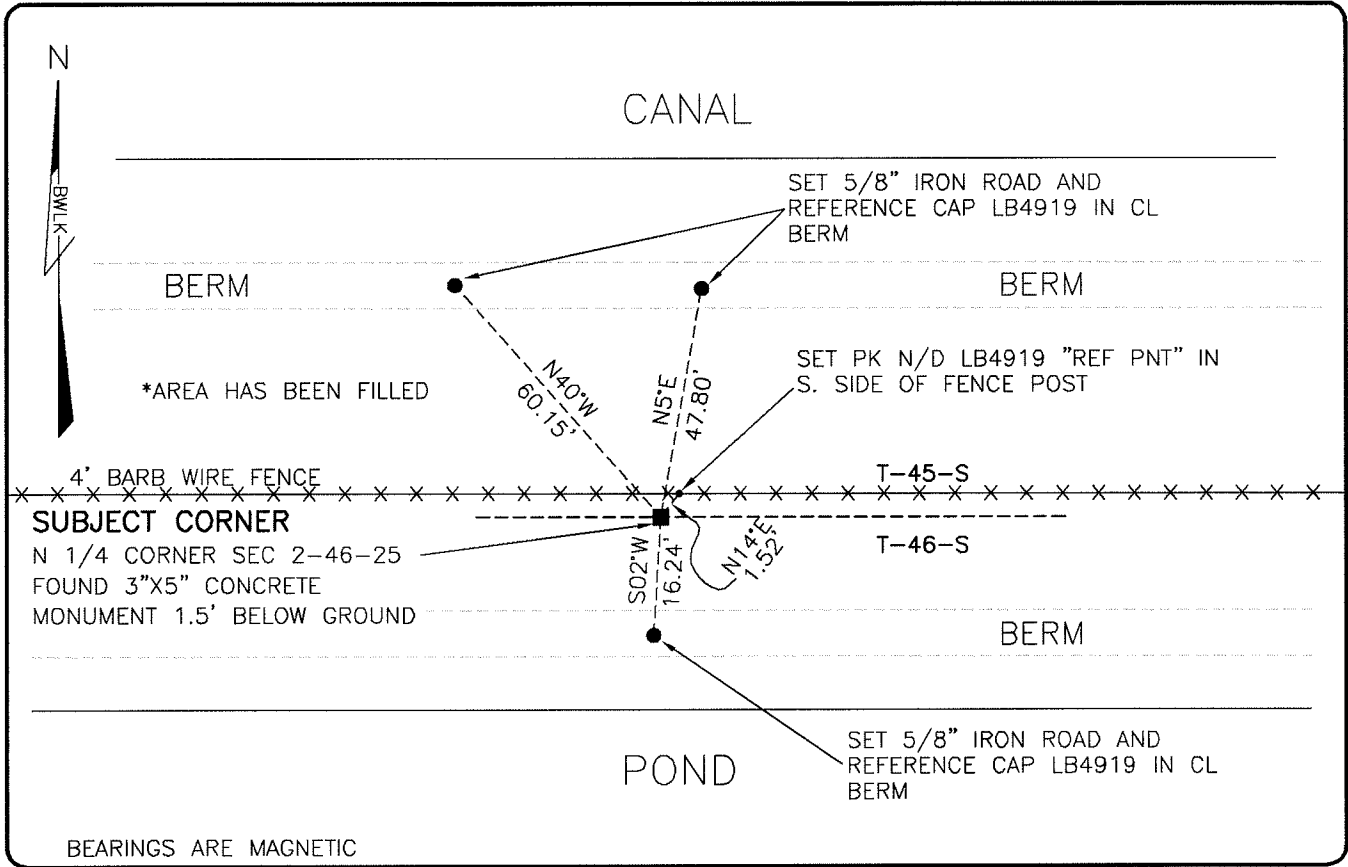 N
CANAL
BWLK
SET 5/8" IRON ROAD AND
REFERENCE CAP LB4919 IN CL
BERM
BERM
BERM
N40°W
60.15'
N5°E
47.80'
SET PK N/D LB4919 "REF PNT" IN
S. SIDE OF FENCE POST
*AREA HAS BEEN FILLED
4' BARB WIRE FENCE
T-45-S
SUBJECT CORNER
N 1/4 CORNER SEC 2-46-25
FOUND 3"X5" CONCRETE
MONUMENT 1.5' BELOW GROUND
S02°W
16.24'
N14°E
1.52'
T-46-S
BERM
POND
SET 5/8" IRON ROAD AND
REFERENCE CAP LB4919 IN CL
BERM
BEARINGS ARE MAGNETIC